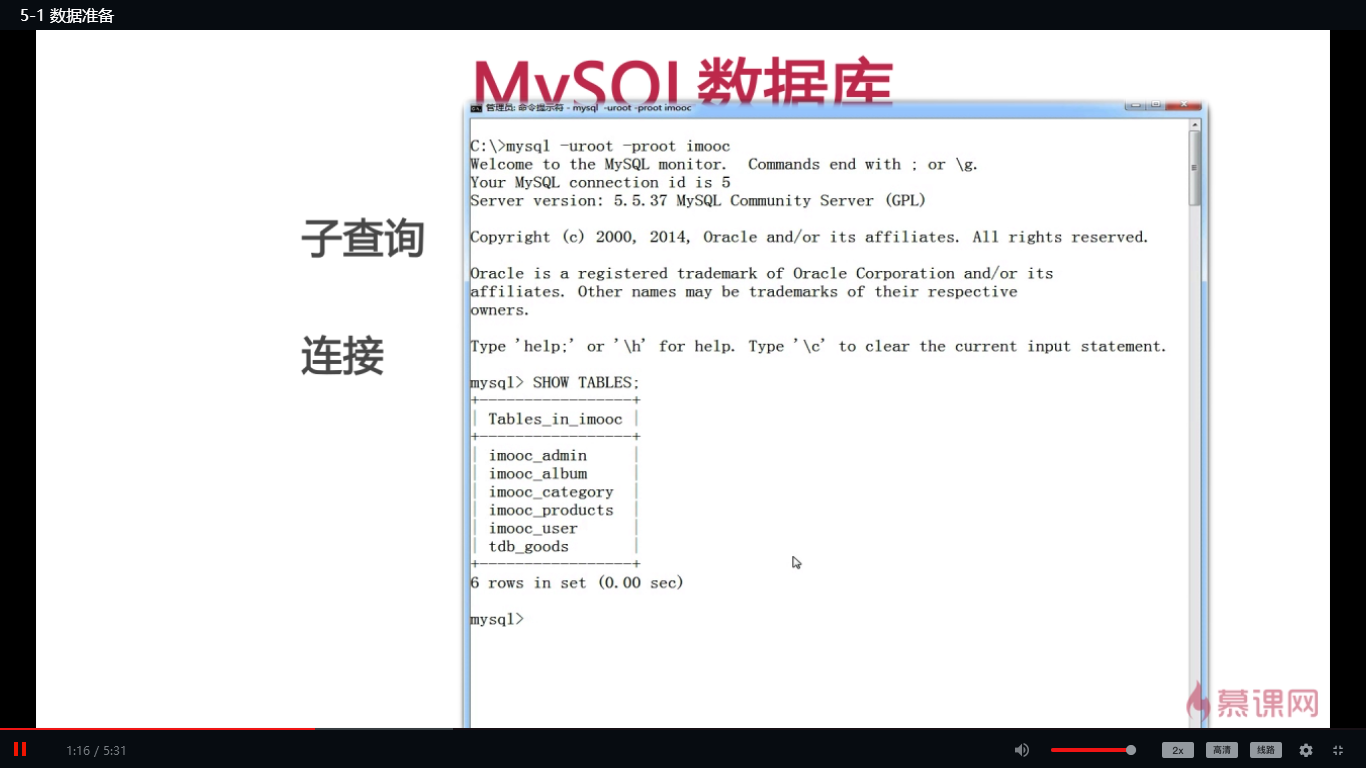 5-1 数据准备
MySQL数据库
管理员: 命令提示符 - mysql  -uroot -proot imooc
C:\>mysql -uroot -proot imooc
Welcome to the MySQL monitor.  Commands end with ; or \g.
Your MySQL connection id is 5
Server version: 5.5.37 MySQL Community Server (GPL)
子查询
Copyright (c) 2000, 2014, Oracle and/or its affiliates. All rights reserved.
Oracle is a registered trademark of Oracle Corporation and/or its
affiliates. Other names may be trademarks of their respective
owners.
连接
Type 'help;' or '\h' for help. Type '\c' to clear the current input statement.
mysql> SHOW TABLES;
+-----------------+
| Tables_in_imooc |
+-----------------+
| imooc_admin     |
| imooc_album     |
| imooc_category  |
| imooc_products  |
| imooc_user      |
| tdb_goods       |
+-----------------+
6 rows in set (0.00 sec)
mysql>
慕课网
1:16 / 5:31
2x
高清
线路